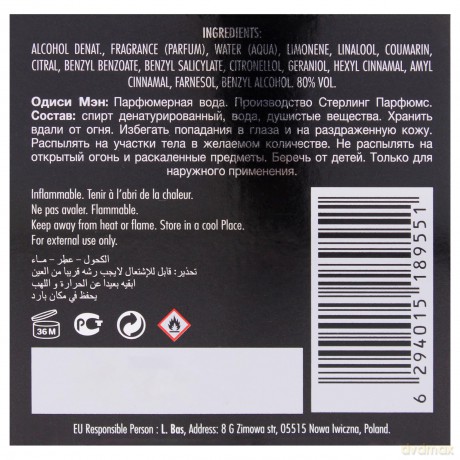 INGREDIENTS:
ALCOHOL DENAT., FRAGRANCE (PARFUM), WATER (AQUA), LIMONENE, LINALOOL, COUMARIN,
CITRAL, BENZYL BENZOATE, BENZYL SALICYLATE, CITRONELLOL, GERANIOL, HEXYL CINNAMAL, AMYL
CINNAMAL, FARNESOL, BENZYL ALCOHOL. 80% VOL.
Одиси Мэн: Парфюмерная вода. Производство Стерлинг Парфюмс.
Состав: спирт денатурированный, вода, душистые вещества. Хранить
вдали от огня. Избегать попадания в глаза и на раздраженную кожу.
Распылять на участки тела в желаемом количестве. Не распылять на
открытый огонь и раскаленные предметы. Беречь от детей. Только для
наружного применения.
Inflammable. Tenir à l'abri de la chaleur.
Ne pas avaler. Flammable.
Keep away from heat or flame. Store in a cool Place.
For external use only.
الكحول – عطر – ماء
تحذير: قابل للإشتعال لا يجب رشه قريبا من العين
ابقيه بعيدا عن الحرارة و اللهب
يحفظ في مكان بارد
36 M
PCT
6 294015 189551
EU Responsible Person : L. Bas, Address: 8 G Zimowa str, 05515 Nowa Iwiczna, Poland.
dvdmax